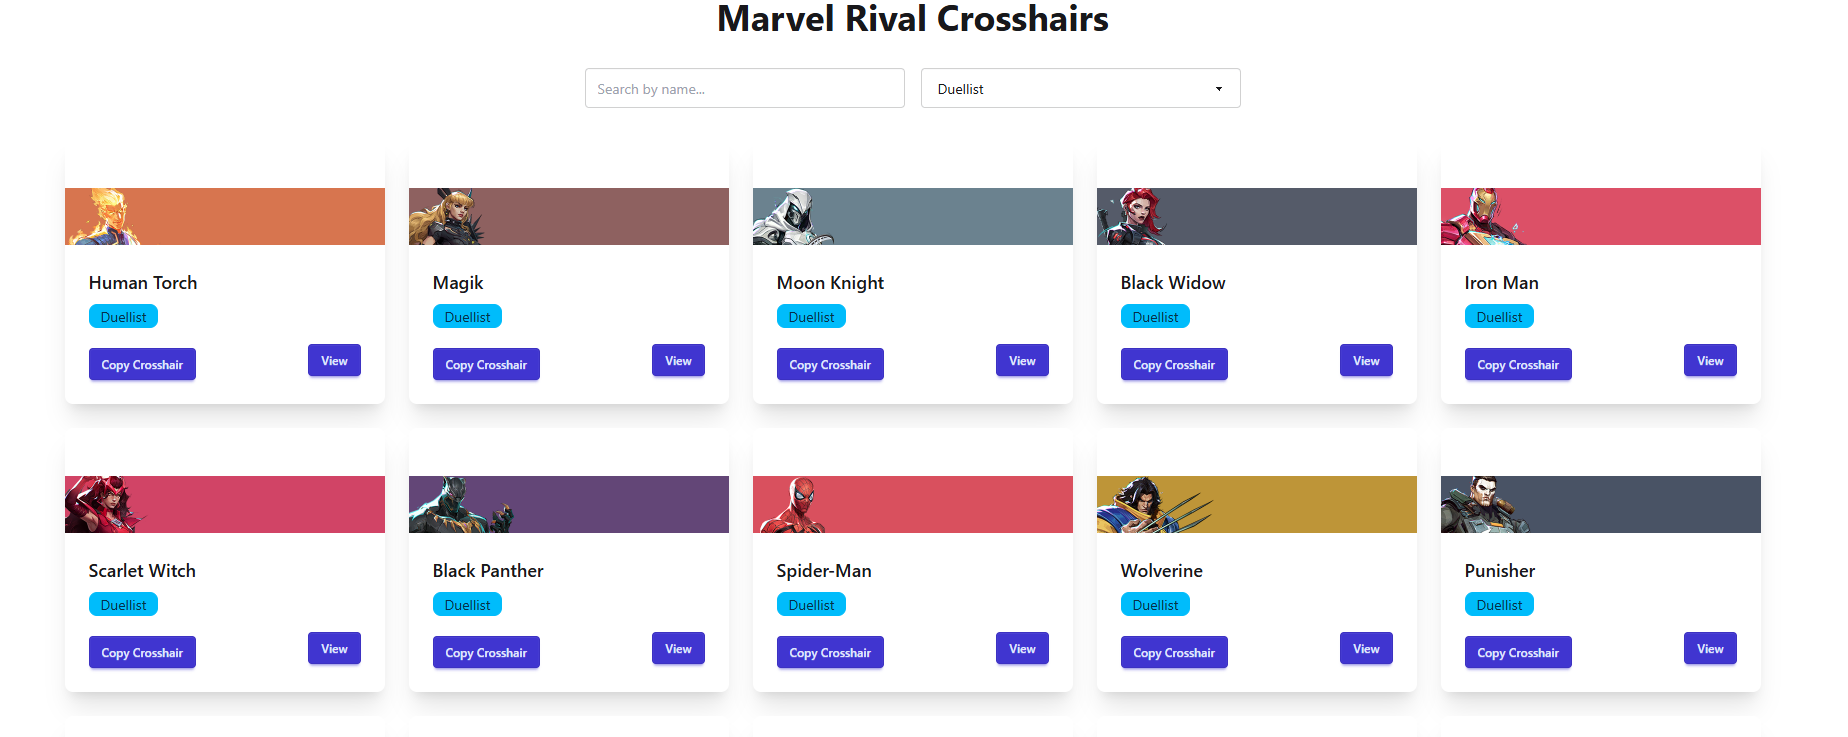 Marvel Rival Crosshairs
Search by name...
Duellist
Human Torch
Duellist
Copy Crosshair
View
Magik
Duellist
Copy Crosshair
View
Moon Knight
Duellist
Copy Crosshair
View
Black Widow
Duellist
Copy Crosshair
View
Iron Man
Duellist
Copy Crosshair
View
Scarlet Witch
Duellist
Copy Crosshair
View
Black Panther
Duellist
Copy Crosshair
View
Spider-Man
Duellist
Copy Crosshair
View
Wolverine
Duellist
Copy Crosshair
View
Punisher
Duellist
Copy Crosshair
View